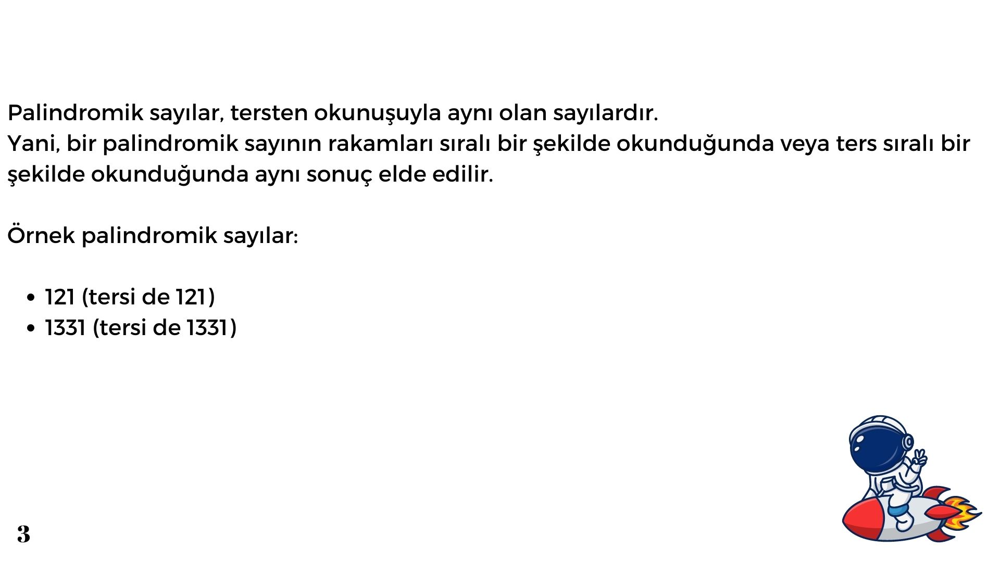 Palindromik sayılar, tersten okunuşuyla aynı olan sayılardır.
Yani, bir palindromik sayının rakamları sıralı bir şekilde okunduğunda veya ters sıralı bir
şekilde okunduğunda aynı sonuç elde edilir.
Örnek palindromik sayılar:
• 121 (tersi de 121)
• 1331 (tersi de 1331)
3